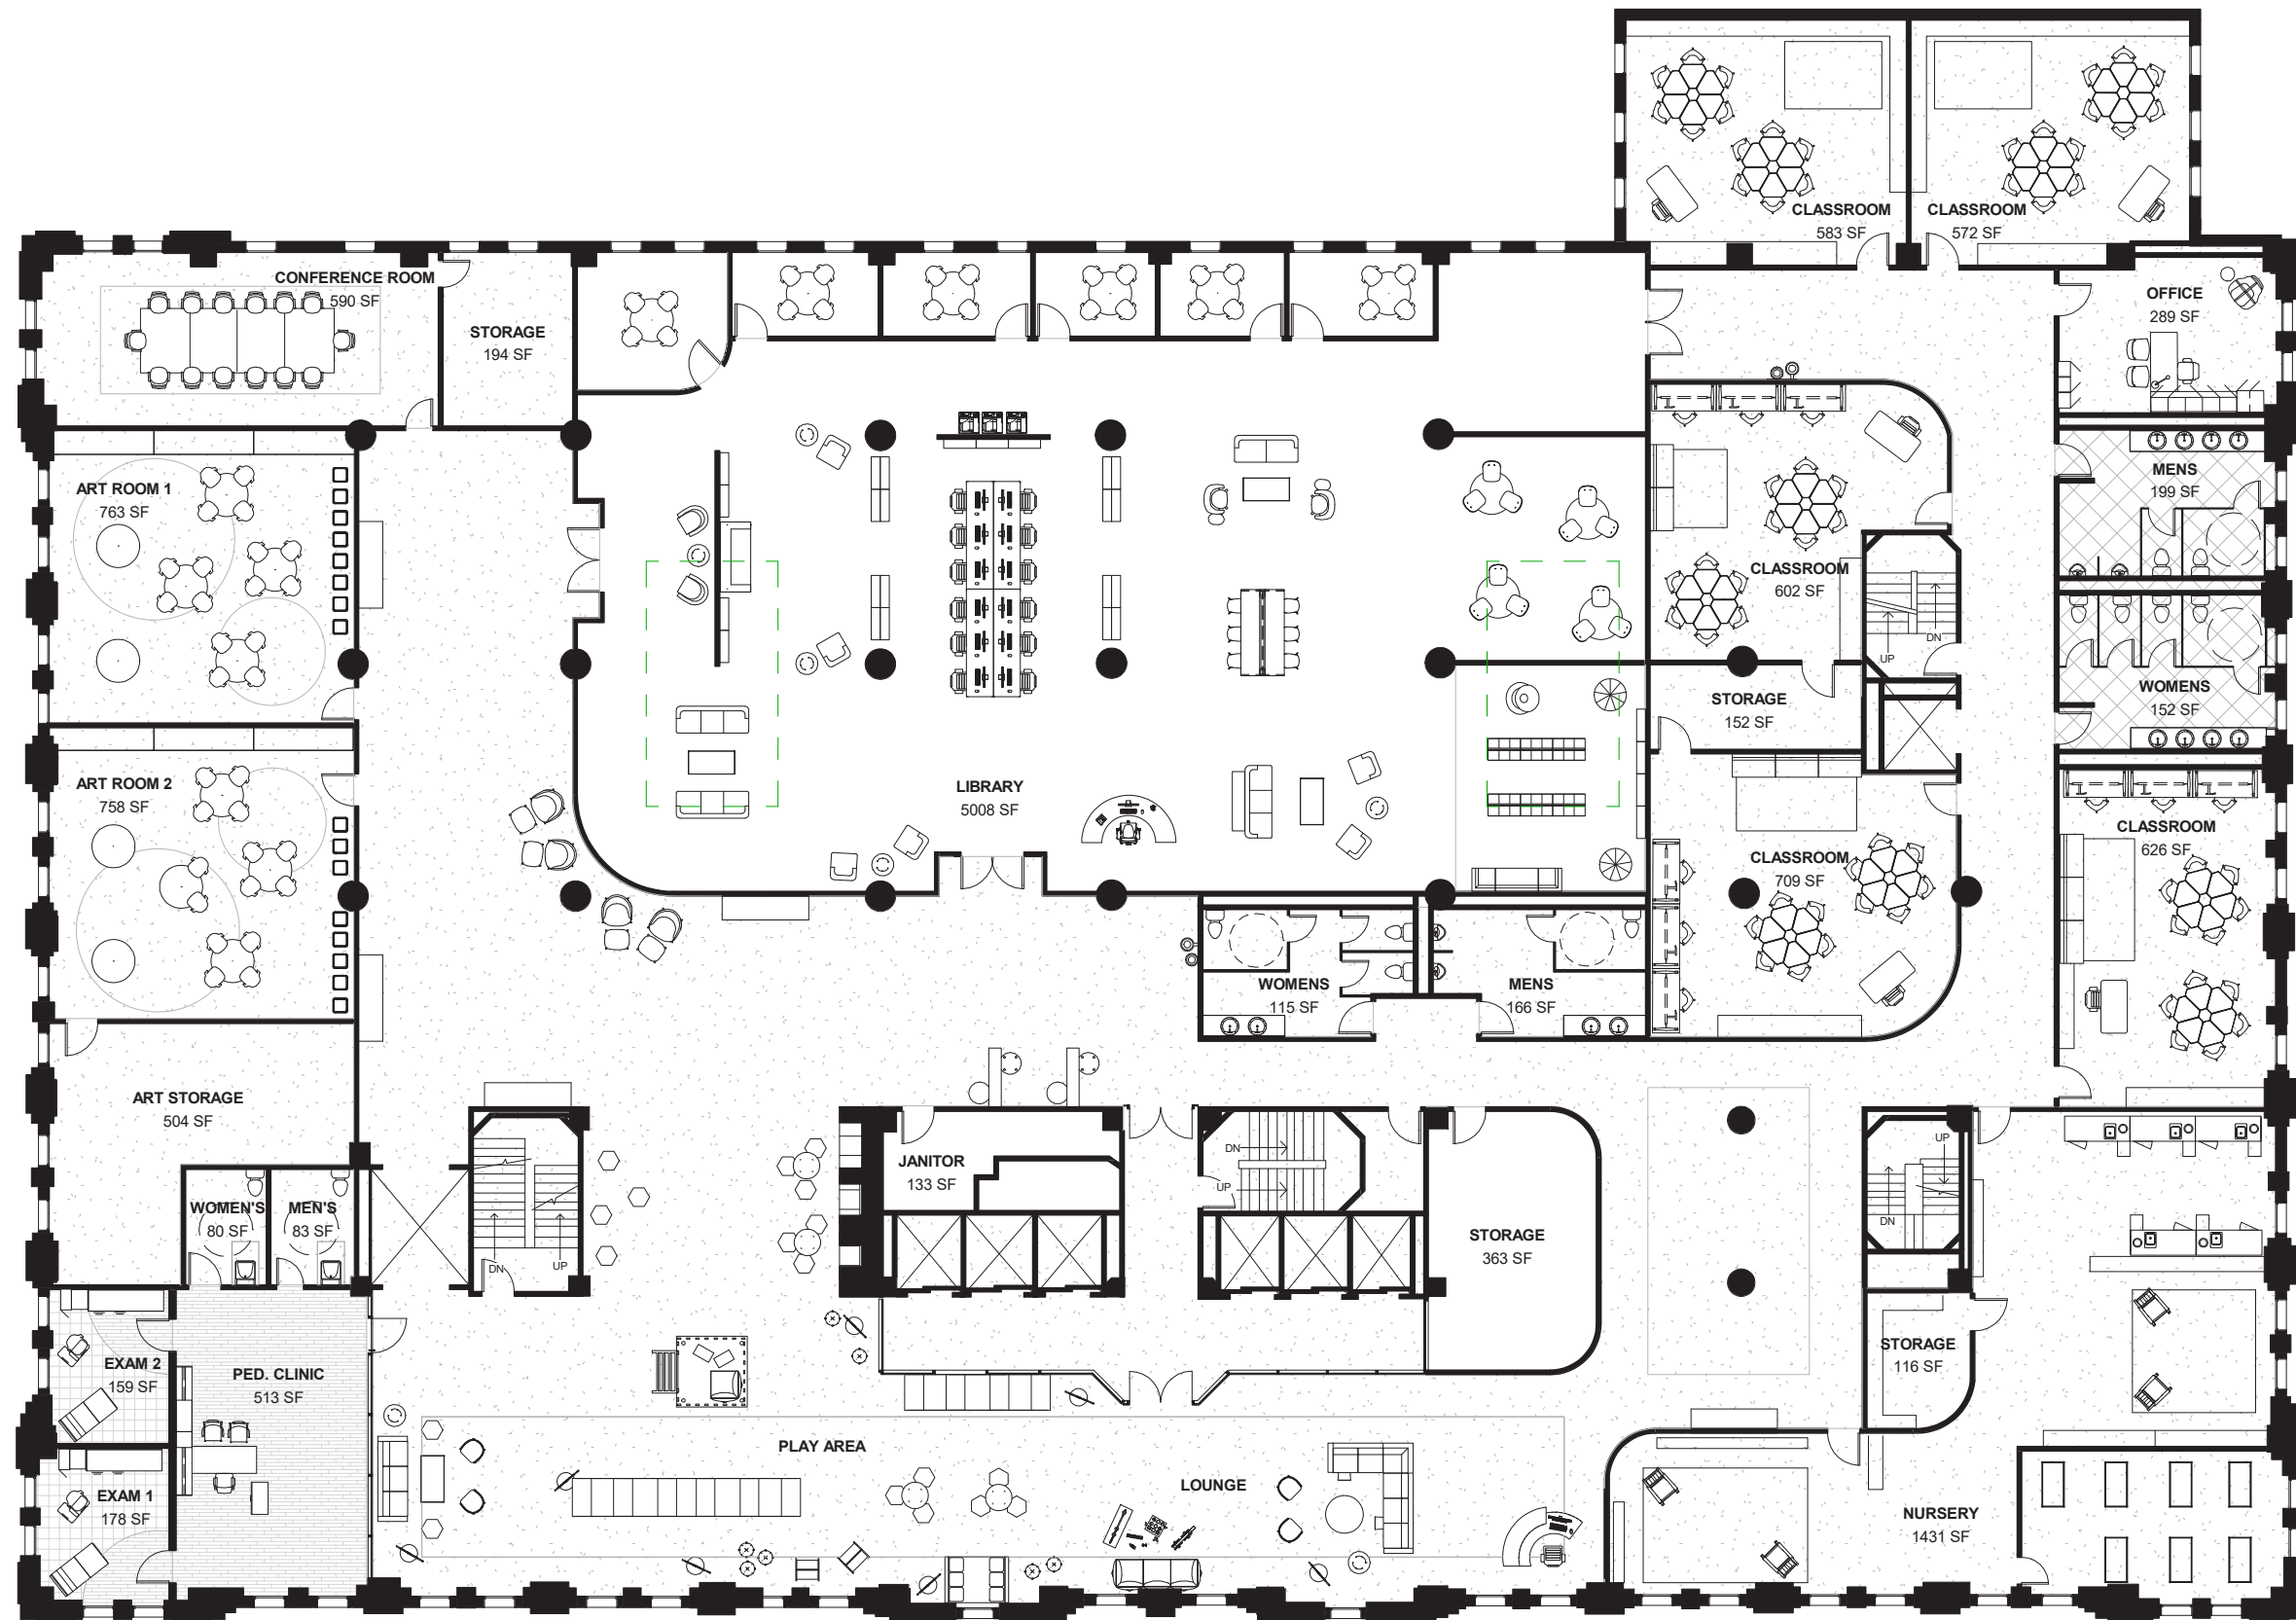 CLASSROOM
583 SF
CLASSROOM
572 SF
CONFERENCE ROOM
590 SF
STORAGE
194 SF
OFFICE
289 SF
ART ROOM 1
763 SF
MENS
199 SF
CLASSROOM
602 SF
DN
UP
WOMENS
152 SF
STORAGE
152 SF
ART ROOM 2
758 SF
LIBRARY
5008 SF
CLASSROOM
626 SF
CLASSROOM
709 SF
WOMENS
115 SF
MENS
166 SF
ART STORAGE
504 SF
JANITOR
133 SF
DN
UP
UP
DN
WOMEN'S
80 SF
MEN'S
83 SF
DN
UP
STORAGE
363 SF
EXAM 2
159 SF
PED. CLINIC
513 SF
STORAGE
116 SF
PLAY AREA
LOUNGE
EXAM 1
178 SF
NURSERY
1431 SF